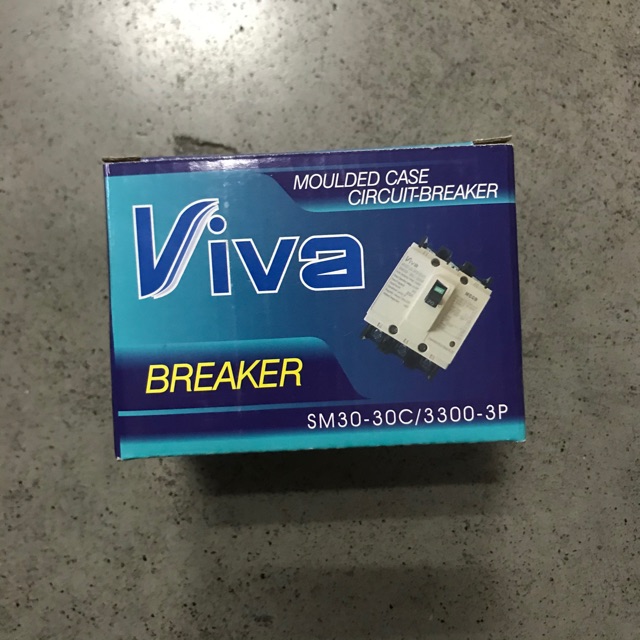 MOULDED CASE
CIRCUIT-BREAKER
Viva
BREAKER
SM30-30C/3300-3P